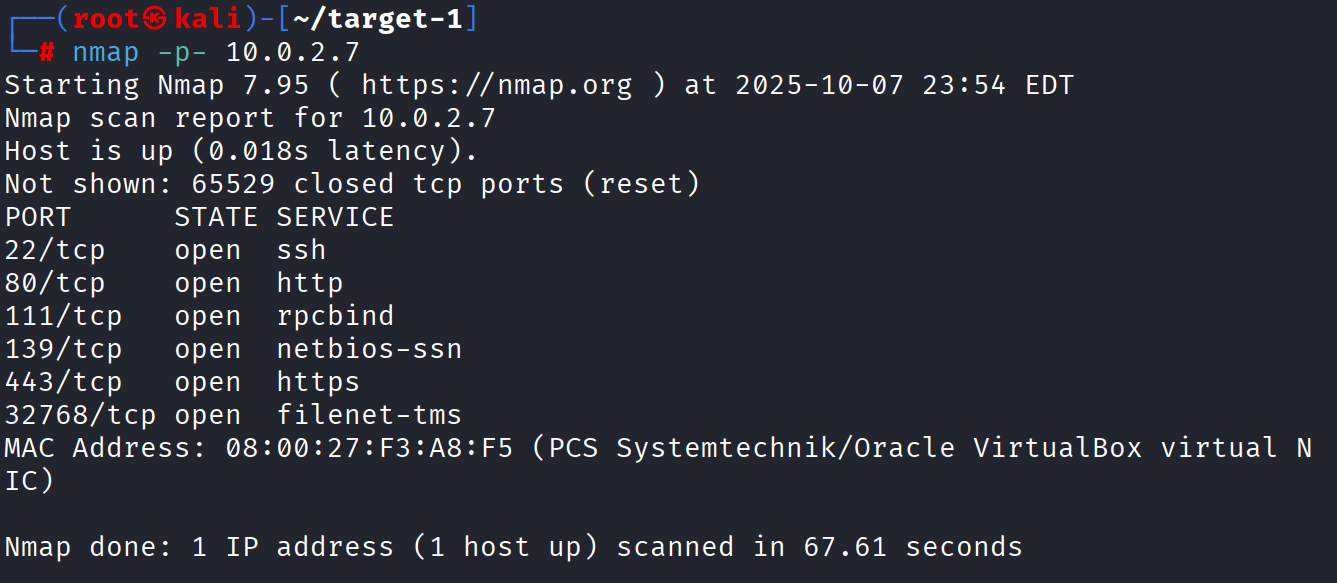 ┌──(root㉿kali)-[~/target-1]
└─# nmap -p- 10.0.2.7
Starting Nmap 7.95 ( https://nmap.org ) at 2025-10-07 23:54 EDT
Nmap scan report for 10.0.2.7
Host is up (0.018s latency).
Not shown: 65529 closed tcp ports (reset)
PORT      STATE SERVICE
22/tcp    open  ssh
80/tcp    open  http
111/tcp   open  rpcbind
139/tcp   open  netbios-ssn
443/tcp   open  https
32768/tcp open  filenet-tms
MAC Address: 08:00:27:F3:A8:F5 (PCS Systemtechnik/Oracle VirtualBox virtual N
IC)
Nmap done: 1 IP address (1 host up) scanned in 67.61 seconds